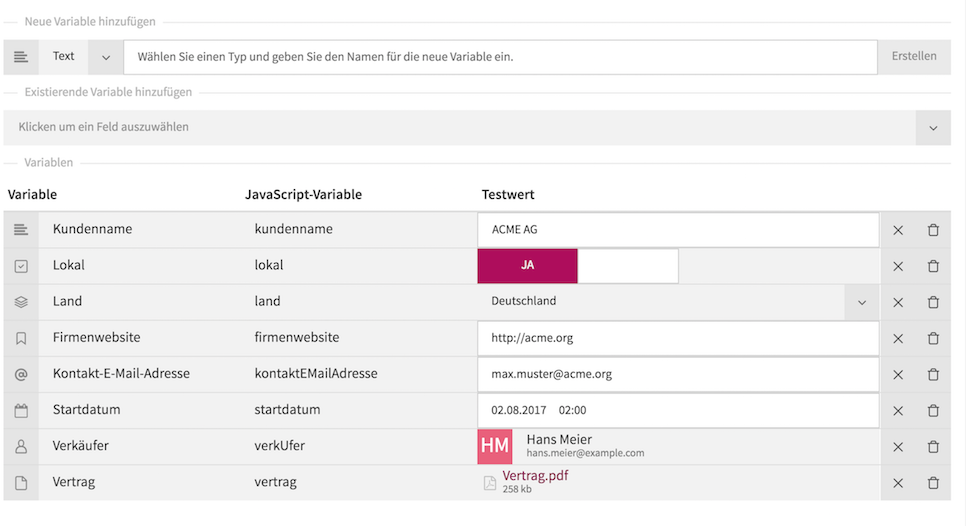 Neue Variable hinzufügen
Text Wählen Sie einen Typ und geben Sie den Namen für die neue Variable ein. Erstellen
Existierende Variable hinzufügen
Klicken um ein Feld auszuwählen
Variablen
Variable JavaScript-Variable Testwert
Kundenname kundenname ACME AG
Lokal lokal JA
Land land Deutschland
Firmenwebsite firmenwebsite http://acme.org
Kontakt-E-Mail-Adresse kontaktEMailAdresse max.muster@acme.org
Startdatum startdatum 02.08.2017 02:00
Verkäufer verkUfer HM Hans Meier
hans.meier@example.com
Vertrag vertrag Vertrag.pdf
258 kb